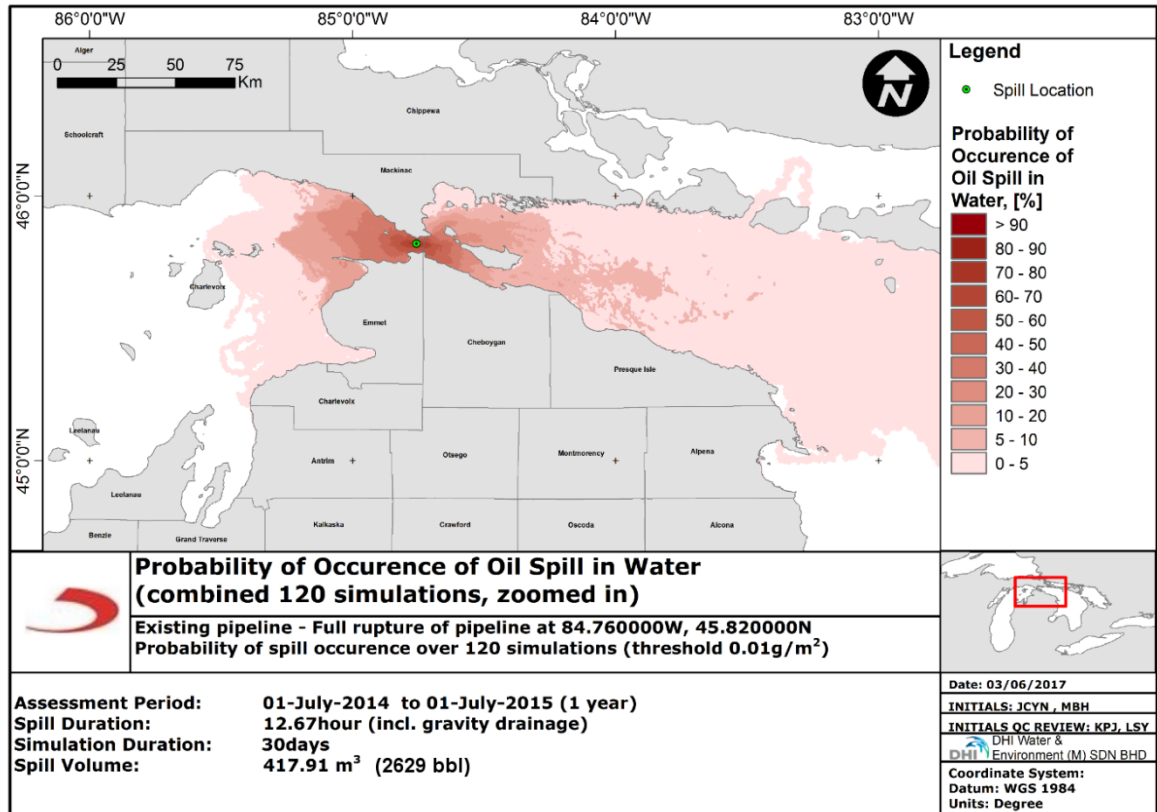 86°0'0"W 85°0'0"W 84°0'0"W 83°0'0"W
46°0'0"N
45°0'0"N
0 25 50 75
Km
N
Alger
Schoolcraft
Chippewa
Mackinac
Charlevoix
Emmet
Cheboygan
Presque Isle
Charlevoix
Leelanau
Antrim
Otsego
Montmorency
Alpena
Leelanau
Kalkaska
Crawford
Oscoda
Alcona
Benzie
Grand Traverse
Legend
Spill Location
Probability of
Occurence of
Oil Spill in
Water, [%]
> 90
80 - 90
70 - 80
60- 70
50 - 60
40 - 50
30 - 40
20 - 30
10 - 20
5 - 10
0 - 5
Probability of Occurence of Oil Spill in Water
(combined 120 simulations, zoomed in)
Existing pipeline - Full rupture of pipeline at 84.760000W, 45.820000N
Probability of spill occurence over 120 simulations (threshold 0.01g/m²)
Assessment Period: 01-July-2014 to 01-July-2015 (1 year)
Spill Duration: 12.67hour (incl. gravity drainage)
Simulation Duration: 30days
Spill Volume: 417.91 m³ (2629 bbl)
Date: 03/06/2017
INITIALS: JCYN , MBH
INITIALS QC REVIEW: KPJ, LSY
DHI
DHI Water &
Environment (M) SDN BHD
Coordinate System:
Datum: WGS 1984
Units: Degree